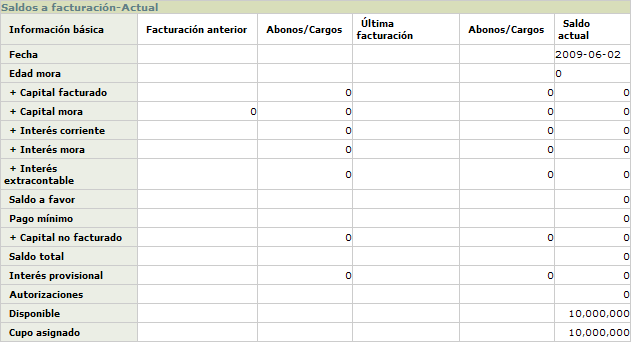 Saldos a facturación-Actual
Información básica Facturación anterior Abonos/Cargos Última facturación Abonos/Cargos Saldo actual
Fecha 2009-06-02
Edad mora 0
+ Capital facturado 0 0 0
+ Capital mora 0 0 0 0
+ Interés corriente 0 0 0
+ Interés mora 0 0 0
+ Interés extracontable 0 0 0
Saldo a favor 0
Pago mínimo 0
+ Capital no facturado 0 0 0
Saldo total 0
Interés provisional 0 0 0
Autorizaciones 0
Disponible 10,000,000
Cupo asignado 10,000,000